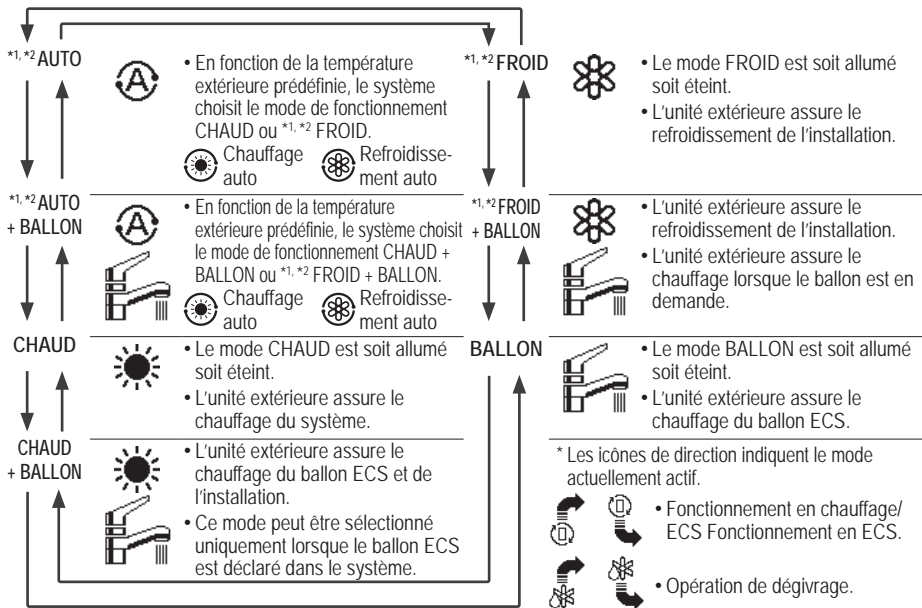 *1, *2 AUTO
• En fonction de la température
extérieure prédéfinie, le système
choisit le mode de fonctionnement
CHAUD ou *1, *2 FROID.
Chauffage
auto
Refroidisse-
ment auto
*1, *2 AUTO
+ BALLON
• En fonction de la température
extérieure prédéfinie, le système choisit
le mode de fonctionnement CHAUD +
BALLON ou *1, *2 FROID + BALLON.
Chauffage
auto
Refroidisse-
ment auto
CHAUD
• Le mode CHAUD est soit allumé
soit éteint.
• L'unité extérieure assure le
chauffage du système.
CHAUD
+ BALLON
• L'unité extérieure assure le
chauffage du ballon ECS et de
l'installation.
• Ce mode peut être sélectionné
uniquement lorsque le ballon ECS
est déclaré dans le système.
*1, *2 FROID
• Le mode FROID est soit allumé
soit éteint.
• L'unité extérieure assure le
refroidissement de l'installation.
*1, *2 FROID
+ BALLON
• L'unité extérieure assure le
refroidissement de l'installation.
• L'unité extérieure assure le
chauffage lorsque le ballon est en
demande.
BALLON
• Le mode BALLON est soit allumé
soit éteint.
• L'unité extérieure assure le
chauffage du ballon ECS.
* Les icônes de direction indiquent le mode
actuellement actif.
• Fonctionnement en chauffage/
ECS Fonctionnement en ECS.
• Opération de dégivrage.